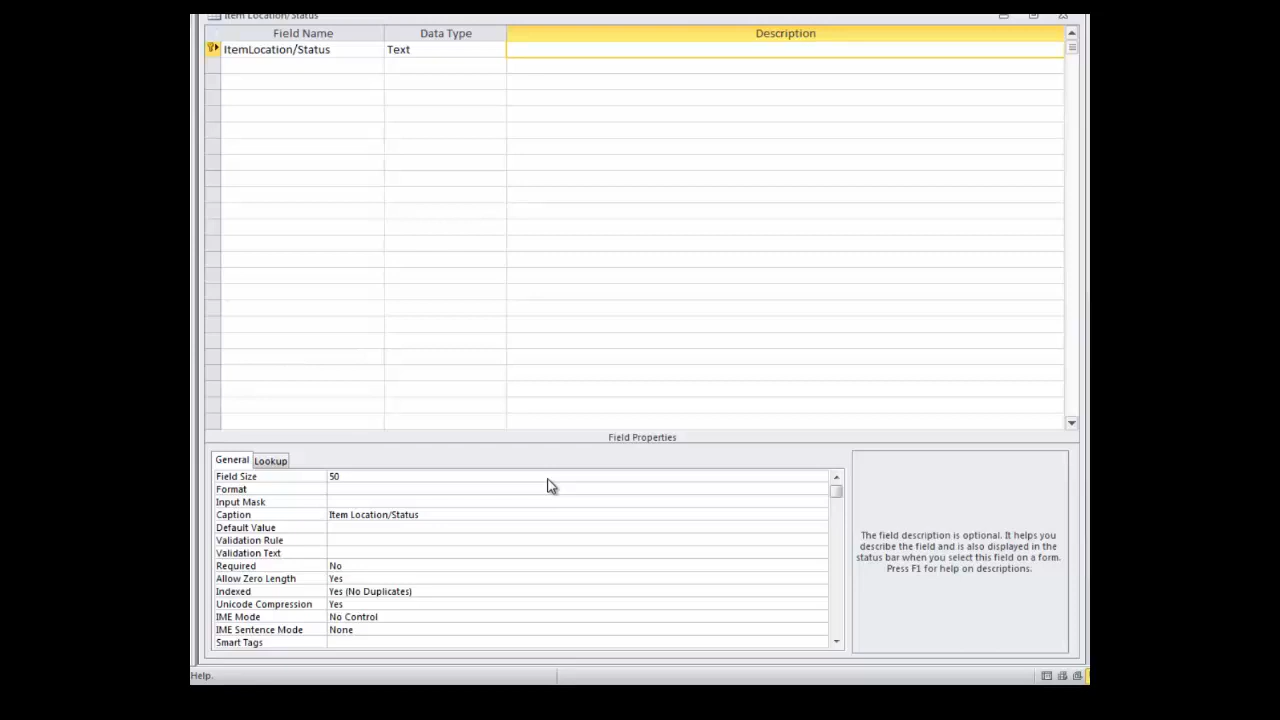 Item Location/Status
Field Name Data Type Description
ItemLocation/Status Text
Field Properties
General Lookup
Field Size 50
Format
Input Mask
Caption Item Location/Status
Default Value
Validation Rule
Validation Text
Required No
Allow Zero Length Yes
Indexed Yes (No Duplicates)
Unicode Compression Yes
IME Mode No Control
IME Sentence Mode None
Smart Tags
The field description is optional. It helps you
describe the field and is also displayed in the
status bar when you select this field on a form.
Press F1 for help on descriptions.
Help.